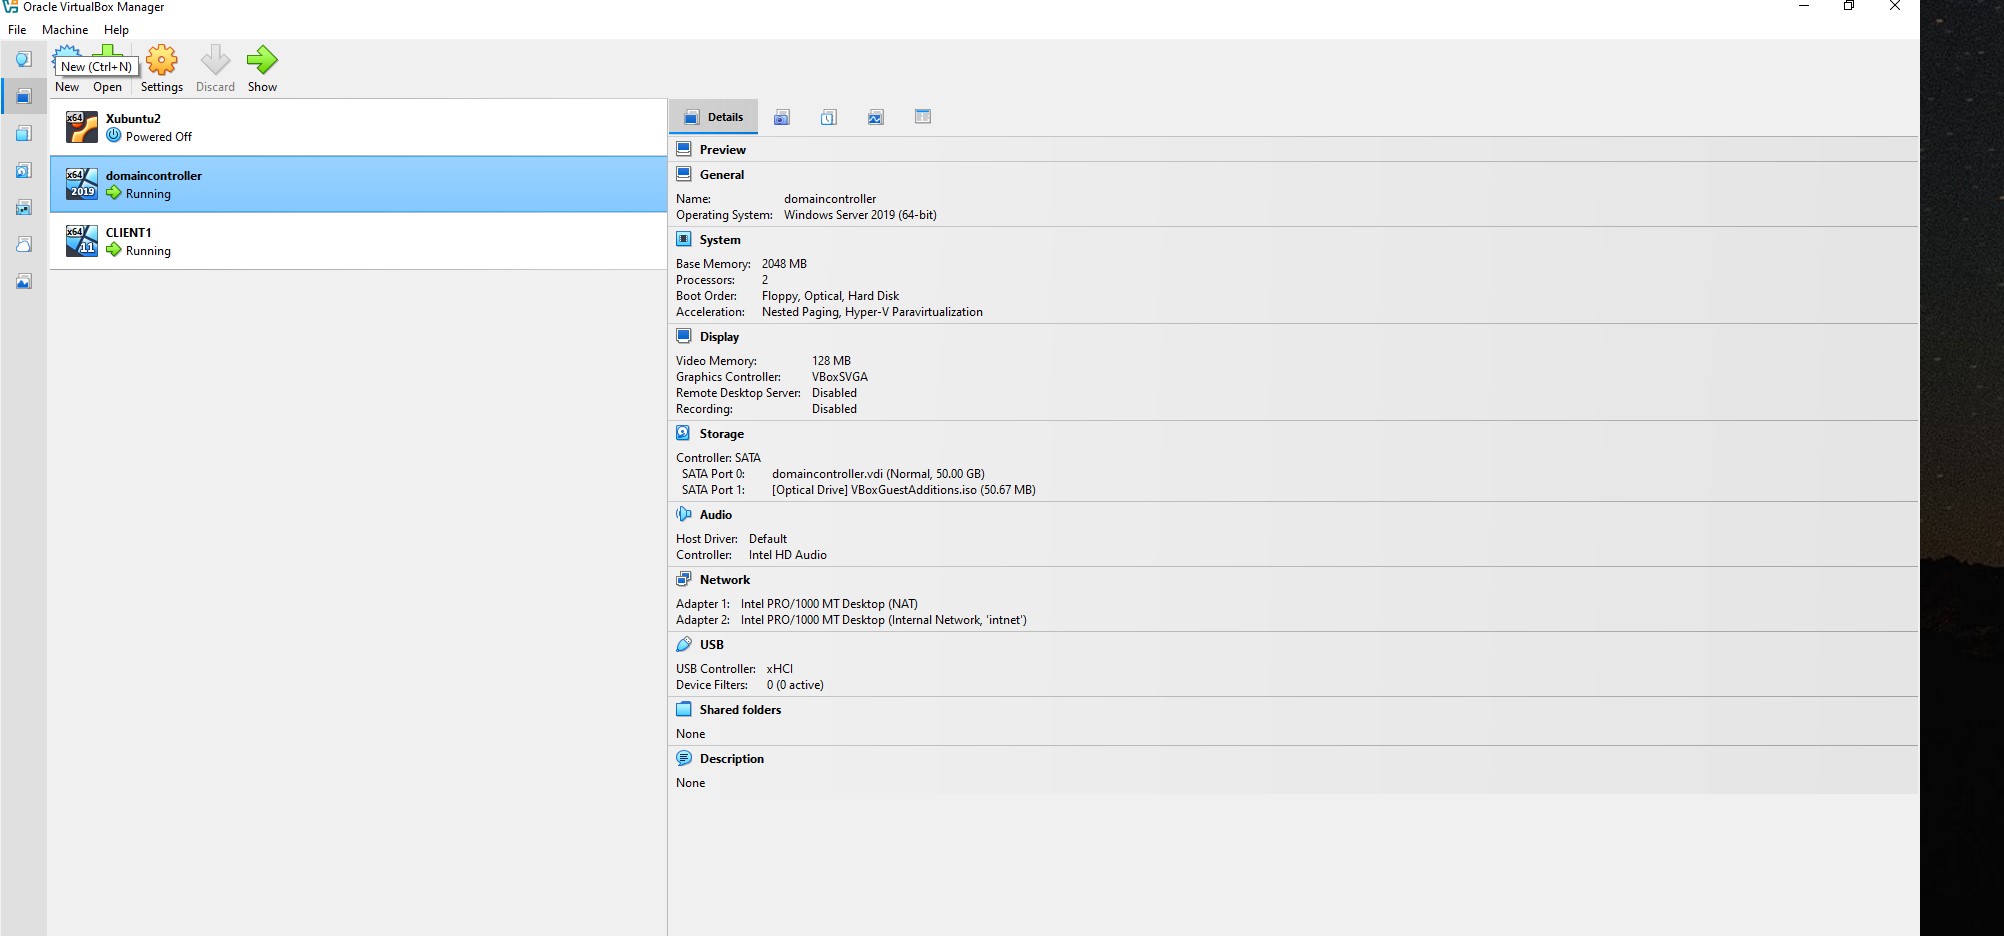 Oracle VirtualBox Manager
File Machine Help
New (Ctrl+N)
New Open Settings Discard Show
x64
Xubuntu2
Powered Off
x64
2019
domaincontroller
Running
x64
11
CLIENT1
Running
Details
Preview
General
Name: domaincontroller
Operating System: Windows Server 2019 (64-bit)
System
Base Memory: 2048 MB
Processors: 2
Boot Order: Floppy, Optical, Hard Disk
Acceleration: Nested Paging, Hyper-V Paravirtualization
Display
Video Memory: 128 MB
Graphics Controller: VBoxSVGA
Remote Desktop Server: Disabled
Recording: Disabled
Storage
Controller: SATA
SATA Port 0: domaincontroller.vdi (Normal, 50.00 GB)
SATA Port 1: [Optical Drive] VBoxGuestAdditions.iso (50.67 MB)
Audio
Host Driver: Default
Controller: Intel HD Audio
Network
Adapter 1: Intel PRO/1000 MT Desktop (NAT)
Adapter 2: Intel PRO/1000 MT Desktop (Internal Network, 'intnet')
USB
USB Controller: xHCI
Device Filters: 0 (0 active)
Shared folders
None
Description
None